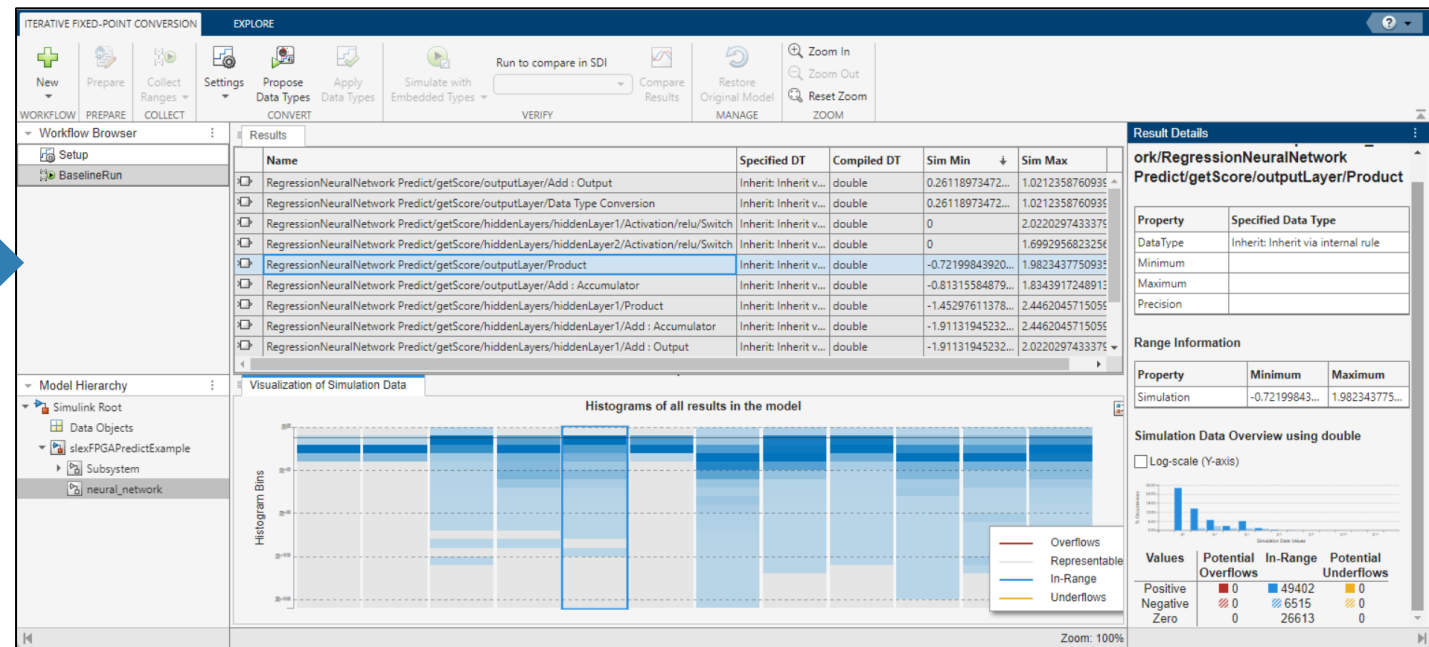 ITERATIVE FIXED-POINT CONVERSION EXPLORE
?
New
Prepare
Collect Ranges
Settings
Propose Data Types
Apply Data Types
Simulate with Embedded Types
Run to compare in SDI
Compare Results
Restore Original Model
Zoom In
Zoom Out
Reset Zoom
WORKFLOW PREPARE COLLECT CONVERT VERIFY MANAGE ZOOM
Workflow Browser
Setup
BaselineRun
Results
Name Specified DT Compiled DT Sim Min Sim Max
RegressionNeuralNetwork Predict/getScore/outputLayer/Add : Output Inherit: Inherit v... double 0.26118973472... 1.0212358760939
RegressionNeuralNetwork Predict/getScore/outputLayer/Data Type Conversion Inherit: Inherit v... double 0.26118973472... 1.0212358760939
RegressionNeuralNetwork Predict/getScore/hiddenLayers/hiddenLayer1/Activation/relu/Switch Inherit: Inherit v... double 0 2.0220297433379
RegressionNeuralNetwork Predict/getScore/hiddenLayers/hiddenLayer2/Activation/relu/Switch Inherit: Inherit v... double 0 1.6992956823256
RegressionNeuralNetwork Predict/getScore/outputLayer/Product Inherit: Inherit v... double -0.72199843920... 1.9823437750935
RegressionNeuralNetwork Predict/getScore/outputLayer/Add : Accumulator Inherit: Inherit v... double -0.81315584879... 1.8343917248913
RegressionNeuralNetwork Predict/getScore/hiddenLayers/hiddenLayer1/Product Inherit: Inherit v... double -1.45297611378... 2.4462045715059
RegressionNeuralNetwork Predict/getScore/hiddenLayers/hiddenLayer1/Add : Accumulator Inherit: Inherit v... double -1.91131945232... 2.4462045715059
RegressionNeuralNetwork Predict/getScore/hiddenLayers/hiddenLayer1/Add : Output Inherit: Inherit v... double -1.91131945232... 2.0220297433379
Model Hierarchy
Simulink Root
Data Objects
slexFPGAPredictExample
Subsystem
neural_network
Visualization of Simulation Data
Histograms of all results in the model
Histogram Bins
Overflows
Representable
In-Range
Underflows
Zoom: 100%
Result Details
ork/RegressionNeuralNetwork
Predict/getScore/outputLayer/Product
Property Specified Data Type
DataType Inherit: Inherit via internal rule
Minimum
Maximum
Precision
Range Information
Property Minimum Maximum
Simulation -0.72199843... 1.982343775...
Simulation Data Overview using double
Log-scale (Y-axis)
Simulation Data Values
Values Potential Overflows In-Range Potential Underflows
Positive 0 49402 0
Negative 0 6515 0
Zero 0 26613 0